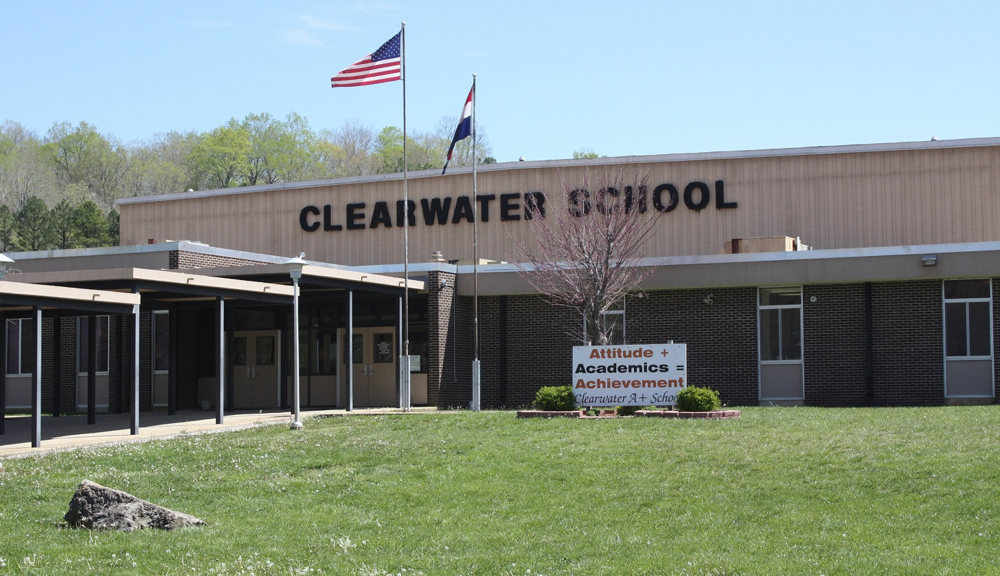 CLEARWATER SCHOOL
Attitude +
Academics =
Achievement
Clearwater A+ School